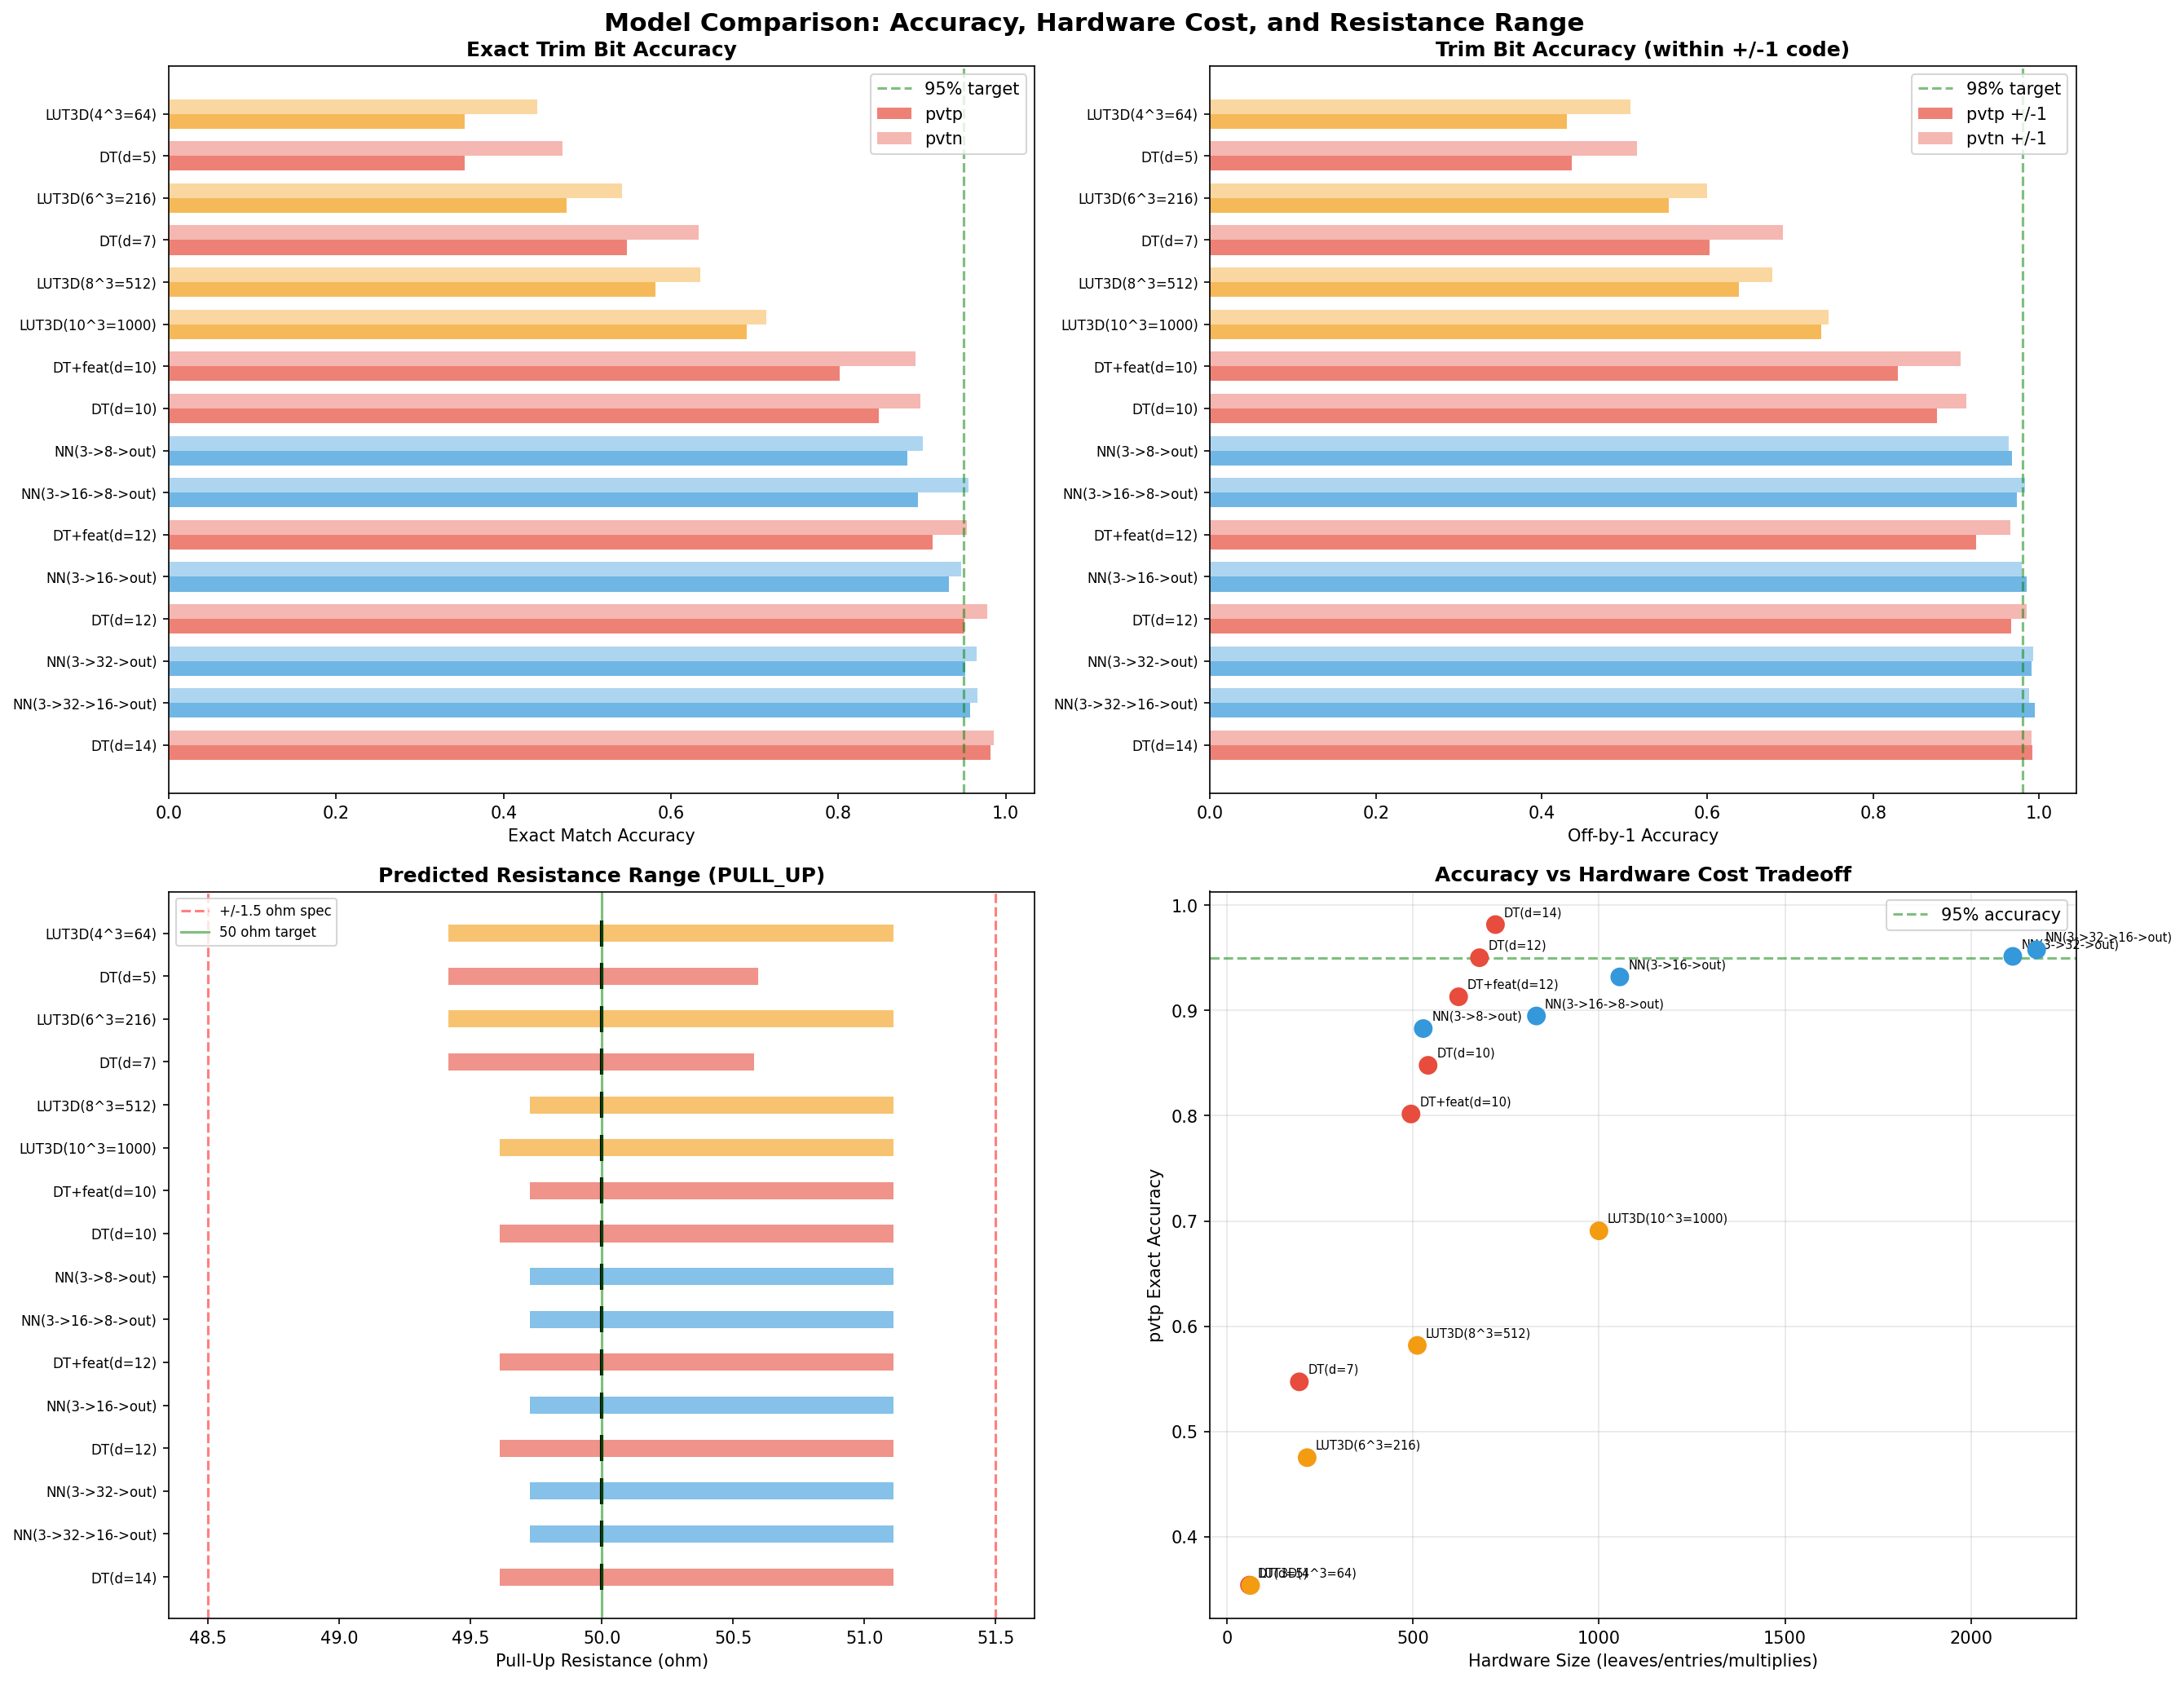 Model Comparison: Accuracy, Hardware Cost, and Resistance Range
Exact Trim Bit Accuracy
95% target
pvtp
pvtn
LUT3D(4^3=64)
DT(d=5)
LUT3D(6^3=216)
DT(d=7)
LUT3D(8^3=512)
LUT3D(10^3=1000)
DT+feat(d=10)
DT(d=10)
NN(3->8->out)
NN(3->16->8->out)
DT+feat(d=12)
NN(3->16->out)
DT(d=12)
NN(3->32->out)
NN(3->32->16->out)
DT(d=14)
0.0 0.2 0.4 0.6 0.8 1.0
Exact Match Accuracy
Trim Bit Accuracy (within +/-1 code)
98% target
pvtp +/-1
pvtn +/-1
LUT3D(4^3=64)
DT(d=5)
LUT3D(6^3=216)
DT(d=7)
LUT3D(8^3=512)
LUT3D(10^3=1000)
DT+feat(d=10)
DT(d=10)
NN(3->8->out)
NN(3->16->8->out)
DT+feat(d=12)
NN(3->16->out)
DT(d=12)
NN(3->32->out)
NN(3->32->16->out)
DT(d=14)
0.0 0.2 0.4 0.6 0.8 1.0
Off-by-1 Accuracy
Predicted Resistance Range (PULL_UP)
+/-1.5 ohm spec
50 ohm target
LUT3D(4^3=64)
DT(d=5)
LUT3D(6^3=216)
DT(d=7)
LUT3D(8^3=512)
LUT3D(10^3=1000)
DT+feat(d=10)
DT(d=10)
NN(3->8->out)
NN(3->16->8->out)
DT+feat(d=12)
NN(3->16->out)
DT(d=12)
NN(3->32->out)
NN(3->32->16->out)
DT(d=14)
48.5 49.0 49.5 50.0 50.5 51.0 51.5
Pull-Up Resistance (ohm)
Accuracy vs Hardware Cost Tradeoff
95% accuracy
1.0
0.9
0.8
0.7
0.6
0.5
0.4
pvtp Exact Accuracy
DT(d=14)
NN(3->32->16->out)
NN(3->32->out)
DT(d=12)
NN(3->16->out)
DT+feat(d=12)
NN(3->16->8->out)
NN(3->8->out)
DT(d=10)
DT+feat(d=10)
LUT3D(10^3=1000)
LUT3D(8^3=512)
DT(d=7)
LUT3D(6^3=216)
LUT3D(4^3=64)
DT(d=5)
0 500 1000 1500 2000
Hardware Size (leaves/entries/multiplies)